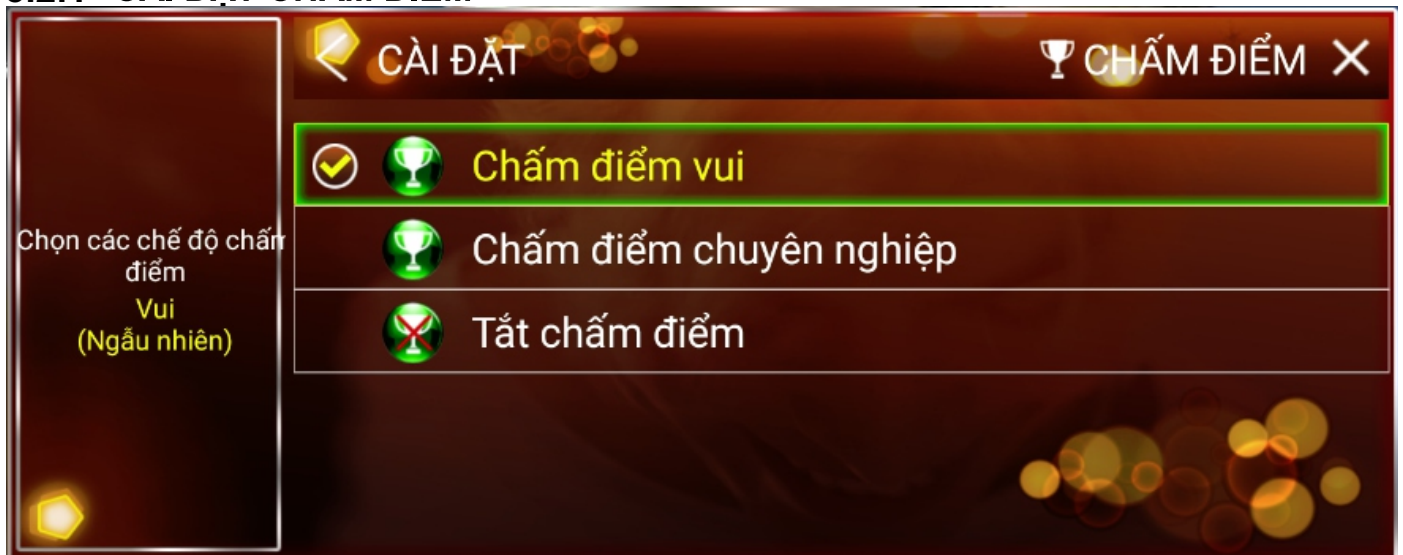 CÀI ĐẶT
CHẤM ĐIỂM
Chấm điểm vui
Chấm điểm chuyên nghiệp
Tắt chấm điểm
Chọn các chế độ chấm
điểm
Vui
(Ngẫu nhiên)